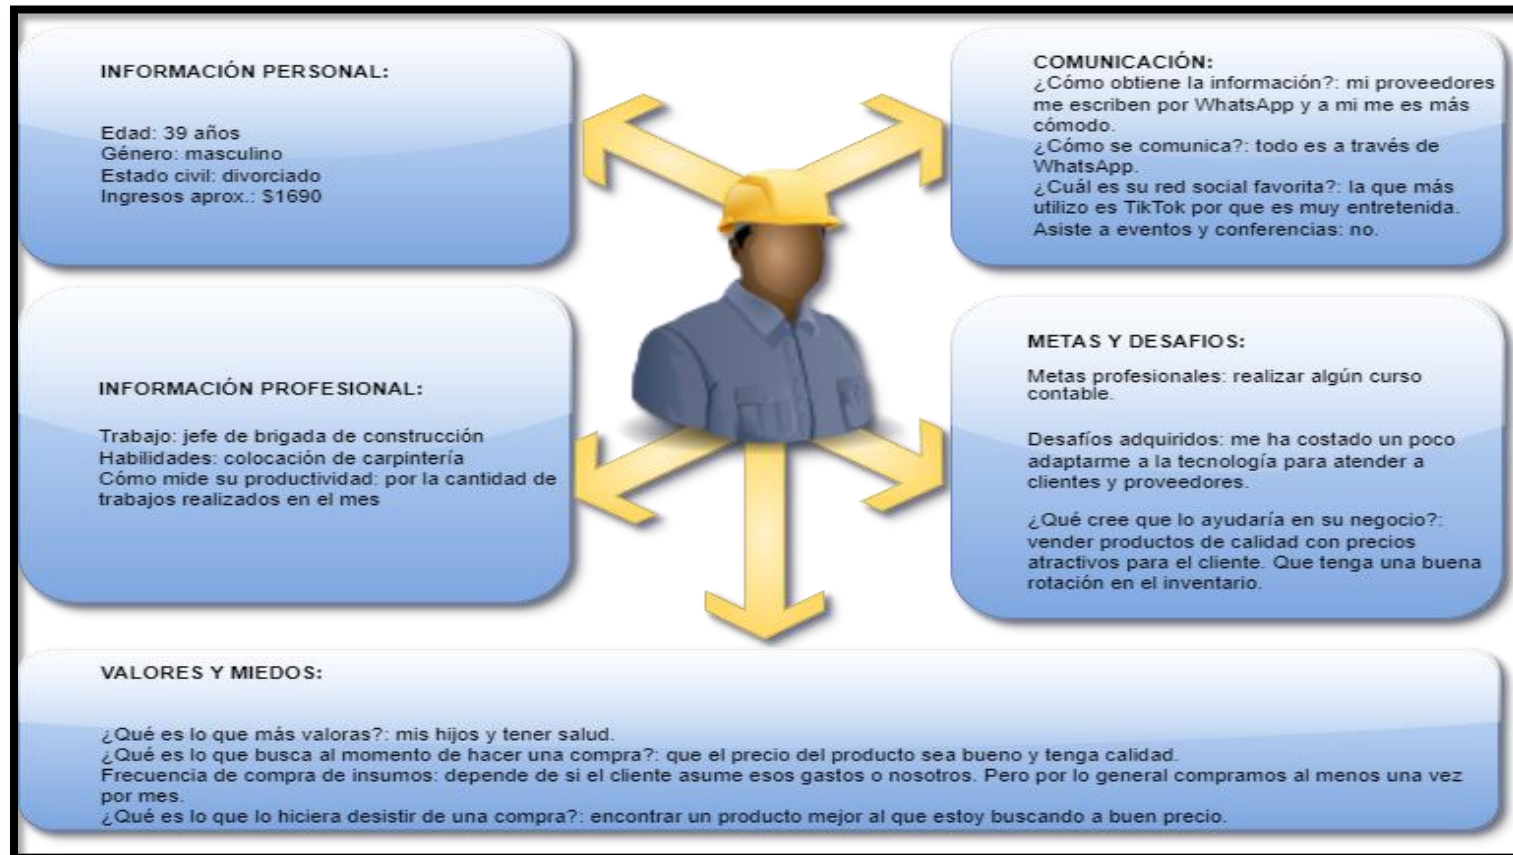 INFORMACIÓN PERSONAL:
Edad: 39 años
Género: masculino
Estado civil: divorciado
Ingresos aprox.: $1690
COMUNICACIÓN:
¿Cómo obtiene la información?: mi proveedores
me escriben por WhatsApp y a mi me es más
cómodo.
¿Cómo se comunica?: todo es a través de
WhatsApp.
¿Cuál es su red social favorita?: la que más
utilizo es TikTok por que es muy entretenida.
Asiste a eventos y conferencias: no.
INFORMACIÓN PROFESIONAL:
Trabajo: jefe de brigada de construcción
Habilidades: colocación de carpintería
Cómo mide su productividad: por la cantidad de
trabajos realizados en el mes
METAS Y DESAFIOS:
Metas profesionales: realizar algún curso
contable.
Desafíos adquiridos: me ha costado un poco
adaptarme a la tecnología para atender a
clientes y proveedores.
¿Qué cree que lo ayudaría en su negocio?:
vender productos de calidad con precios
atractivos para el cliente. Que tenga una buena
rotación en el inventario.
VALORES Y MIEDOS:
¿Qué es lo que más valoras?: mis hijos y tener salud.
¿Qué es lo que busca al momento de hacer una compra?: que el precio del producto sea bueno y tenga calidad.
Frecuencia de compra de insumos: depende de si el cliente asume esos gastos o nosotros. Pero por lo general compramos al menos una vez
por mes.
¿Qué es lo que lo hiciera desistir de una compra?: encontrar un producto mejor al que estoy buscando a buen precio.